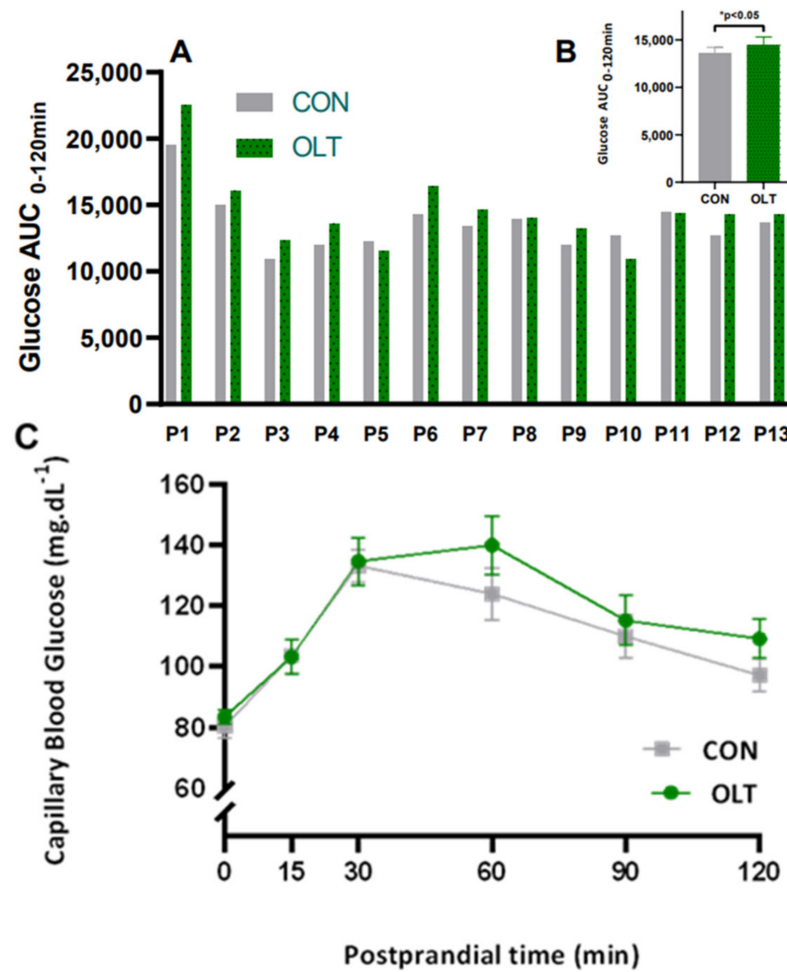 A
CON
OLT
25,000
20,000
15,000
10,000
5,000
0
Glucose AUC 0-120min
P1 P2 P3 P4 P5 P6 P7 P8 P9 P10 P11 P12 P13
B
*p<0.05
15,000
10,000
5,000
0
Glucose AUC 0-120min
CON OLT
C
160
140
120
100
80
60
Capillary Blood Glucose (mg.dL⁻¹)
CON
OLT
0 15 30 60 90 120
Postprandial time (min)